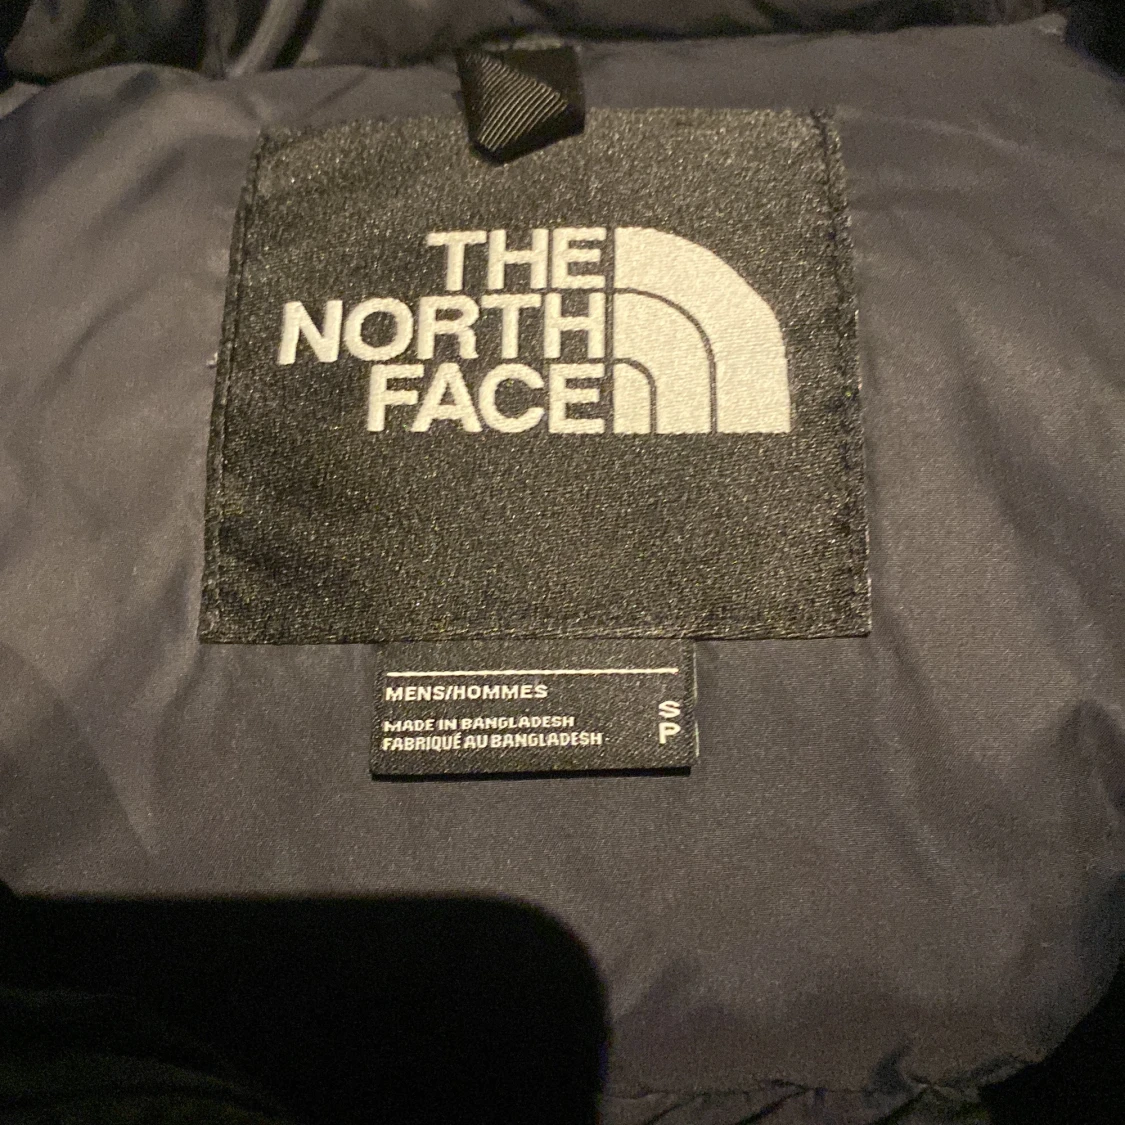 THE
NORTH
FACE
MENS/HOMMES
MADE IN BANGLADESH
FABRIQUÉ AU BANGLADESH
S
P